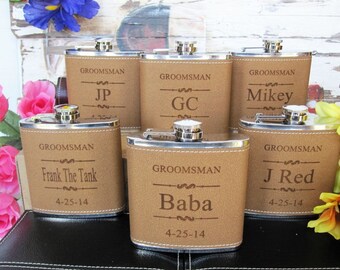 GROOMSMAN
JP
GROOMSMAN
GC
GROOMSMAN
Mikey
GROOMSMAN
Frank The Tank
4-25-14
GROOMSMAN
Baba
4-25-14
GROOMSMAN
J Red
4-25-14